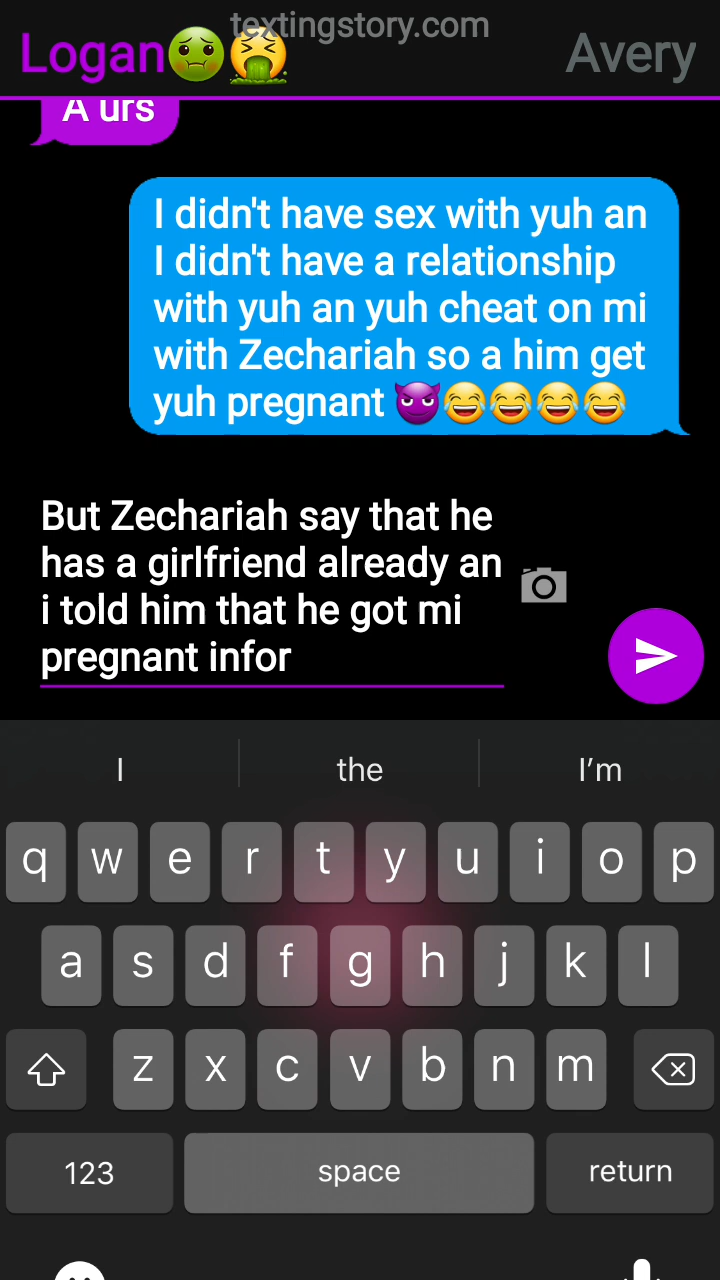 textingstory.com
Logan🤢🤮
Avery
A urs
I didn't have sex with yuh an
I didn't have a relationship
with yuh an yuh cheat on mi
with Zechariah so a him get
yuh pregnant 😈😂😂😂😂
But Zechariah say that he
has a girlfriend already an
i told him that he got mi
pregnant infor
I the I’m
q w e r t y u i o p
a s d f g h j k l
z x c v b n m
123 space return